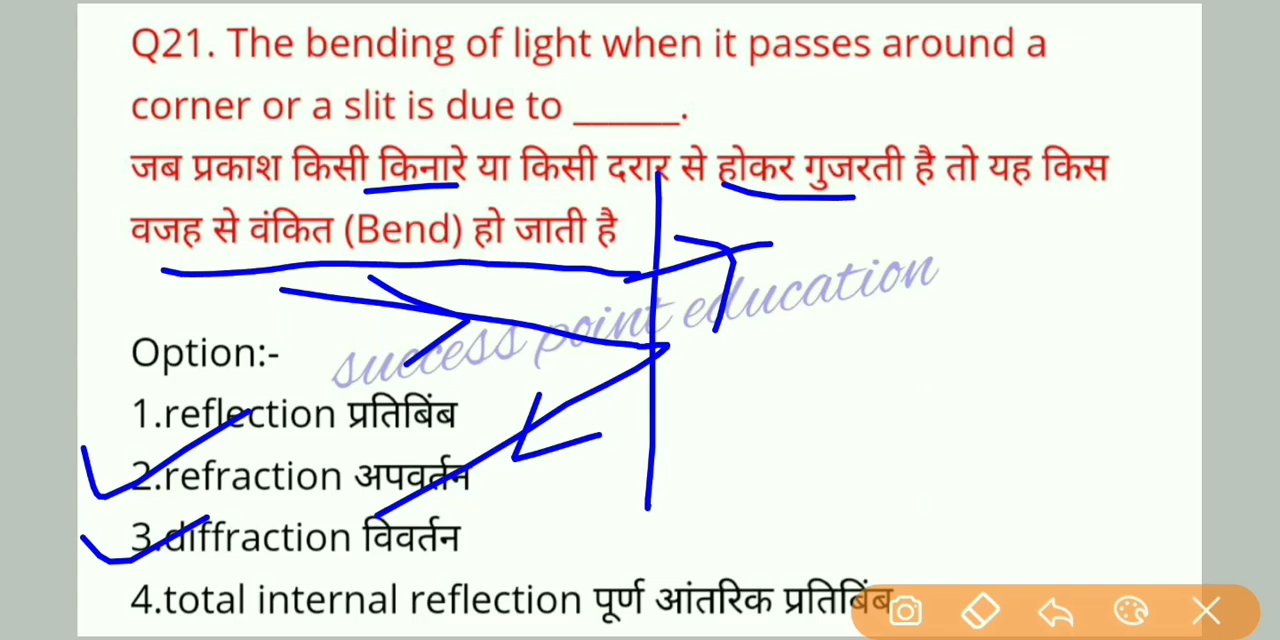 Q21. The bending of light when it passes around a
corner or a slit is due to ______.
जब प्रकाश किसी किनारे या किसी दरार से होकर गुजरती है तो यह किस
वजह से वंकित (Bend) हो जाती है
success point education
Option:-
1.reflection प्रतिबिंब
2.refraction अपवर्तन
3.diffraction विवर्तन
4.total internal reflection पूर्ण आंतरिक प्रतिबिंब